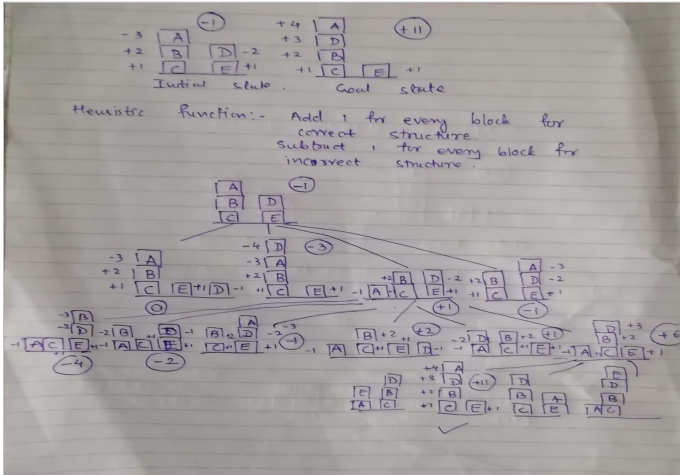 -1 +4 A +11
-3 A +3 D
+2 B D -2 +2 B
+1 C E +1 +1 C E +1
Initial state. Goal state
Heuristic function:- Add 1 for every block for
correct structure
subtract 1 for every block for
incorrect structure.
A -1
B D
C E
-3 A -4 D -3 A -3
+2 B -3 A +2 B D -2 +2 B D -2
+1 C E +1 D -1 +2 B -1 A +1 C E +1 +1 C E +1
0 +1 C E +1 +1 -1
-3 B A -3 D +3
-2 D -2 B D -2 B +2 D -2 B +2 +2 -2 D B +2 +1 B +2 +6
-1 A C E +1 -1 A C E +1 C E +1 -1 -1 A C +1 E D -1 A C +1 E +1 -1 A C E +1
-4 -2
+4 A E
D +3 D +11 D D
E B +2 B B A B
A C +1 C E +1 C E A C